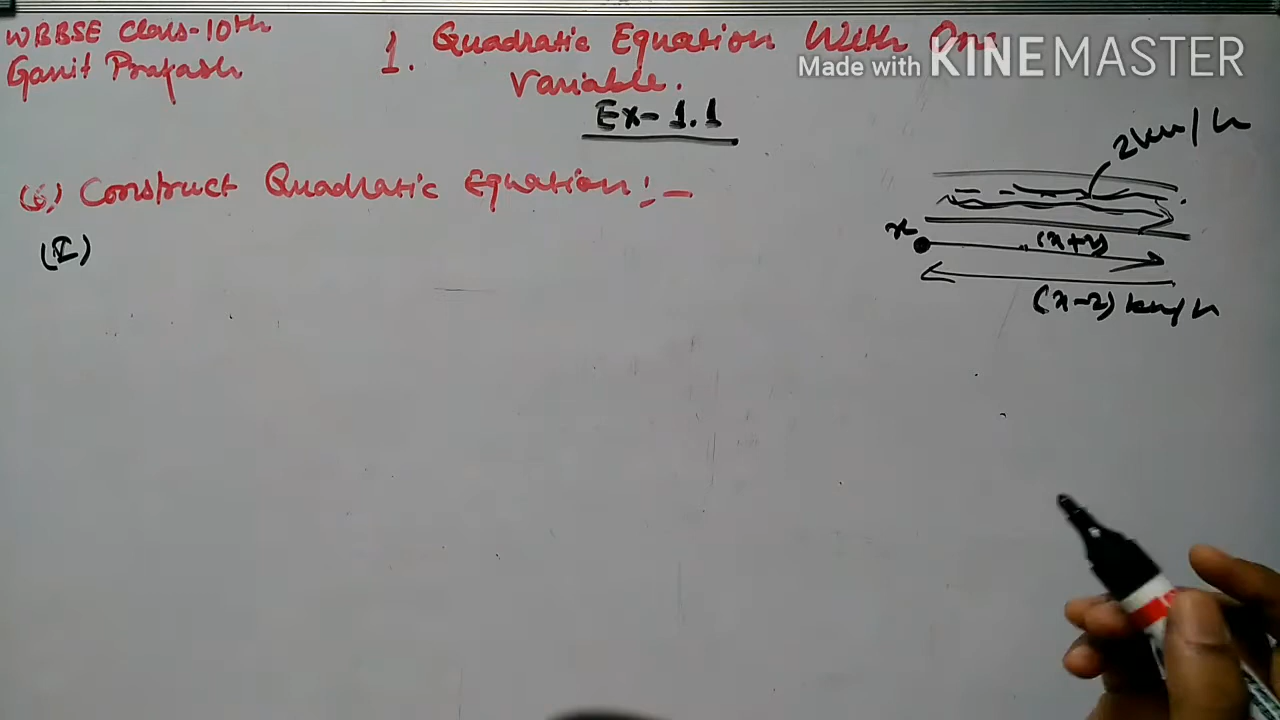 WBBSE Class-10th
Ganit Prakash
1. Quadratic Equation With One
Variable.
Made with KINEMASTER
Ex- 1.1
(6) Construct Quadratic Equation :-
(I)
2km/h
x
(x+2)
(x-2) km/h